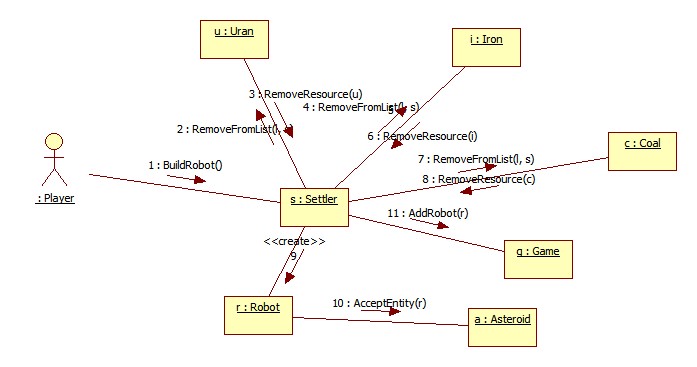 u : Uran
i : Iron
3 : RemoveResource(u)
4 : RemoveFromList(l, s)
5
2 : RemoveFromList(l, s)
6 : RemoveResource(i)
c : Coal
7 : RemoveFromList(l, s)
1 : BuildRobot()
8 : RemoveResource(c)
: Player
s : Settler
11 : AddRobot(r)
<<create>>
g : Game
9
r : Robot
10 : AcceptEntity(r)
a : Asteroid